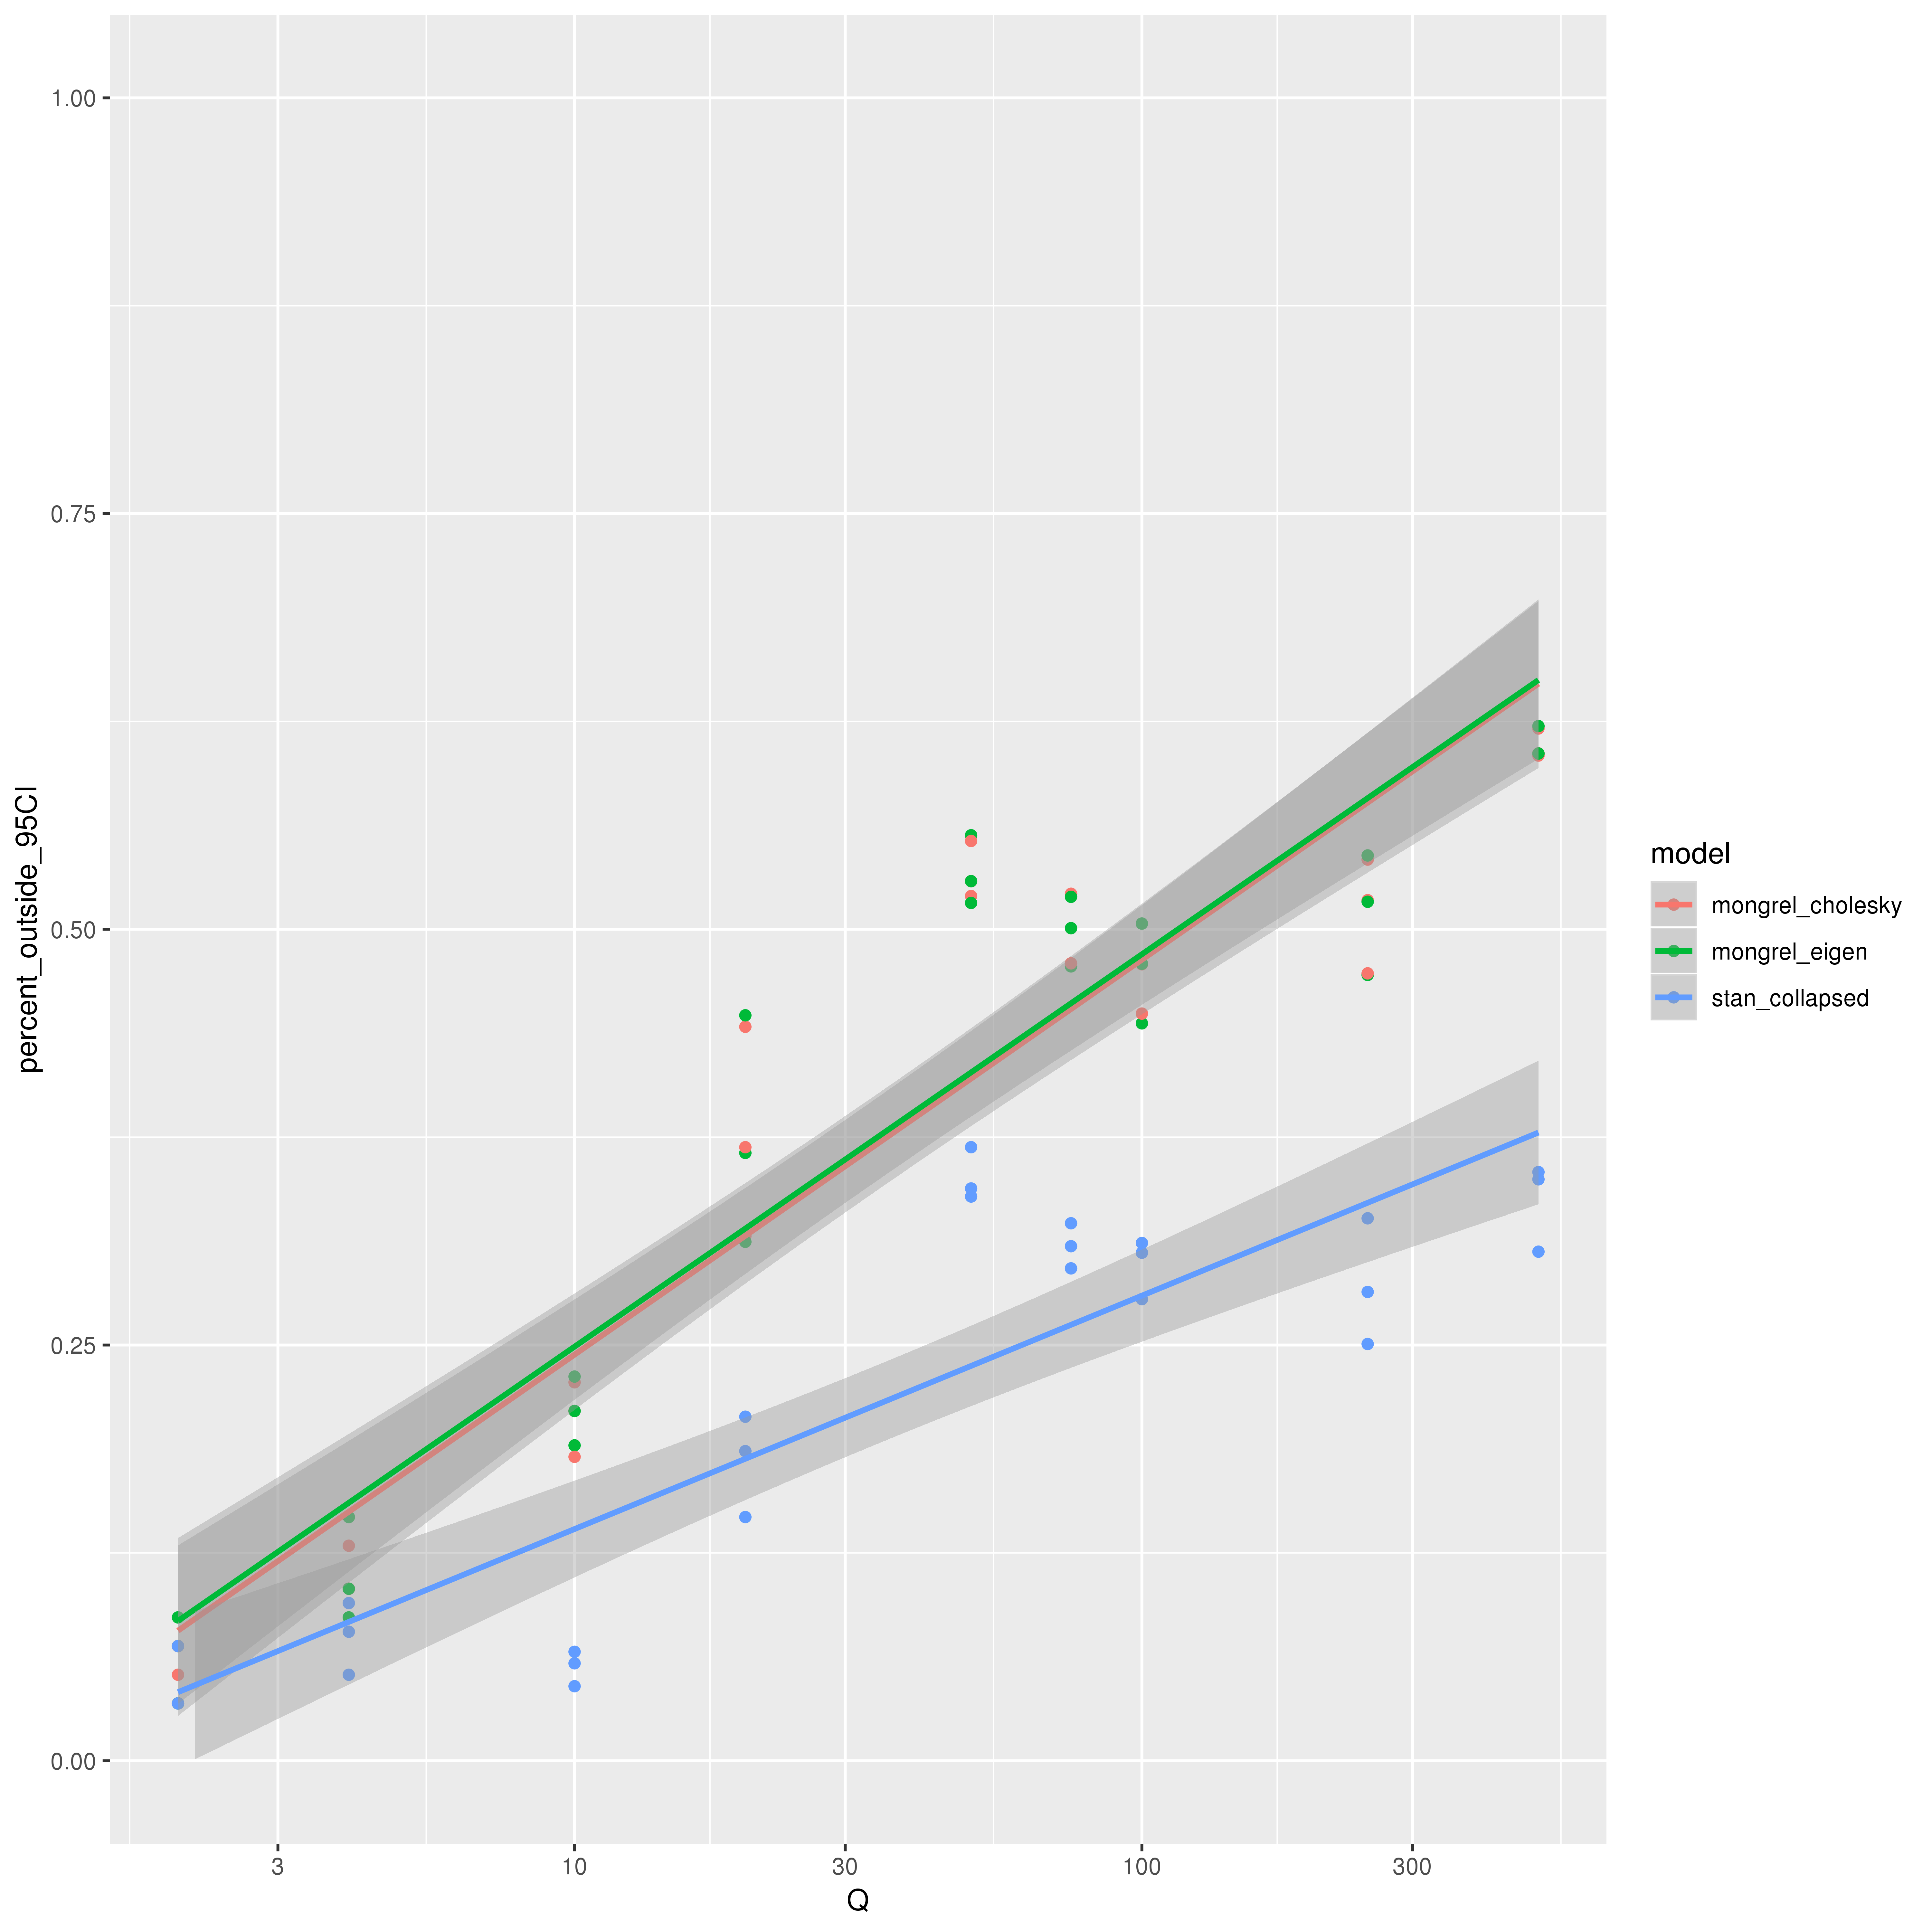 1.00
0.75
0.50
0.25
0.00
percent_outside_95CI
3
10
30
100
300
Q
model
mongrel_cholesky
mongrel_eigen
stan_collapsed